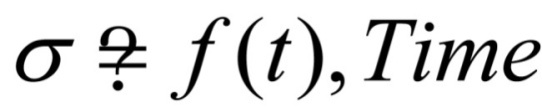 σ ≟ f(t), Time